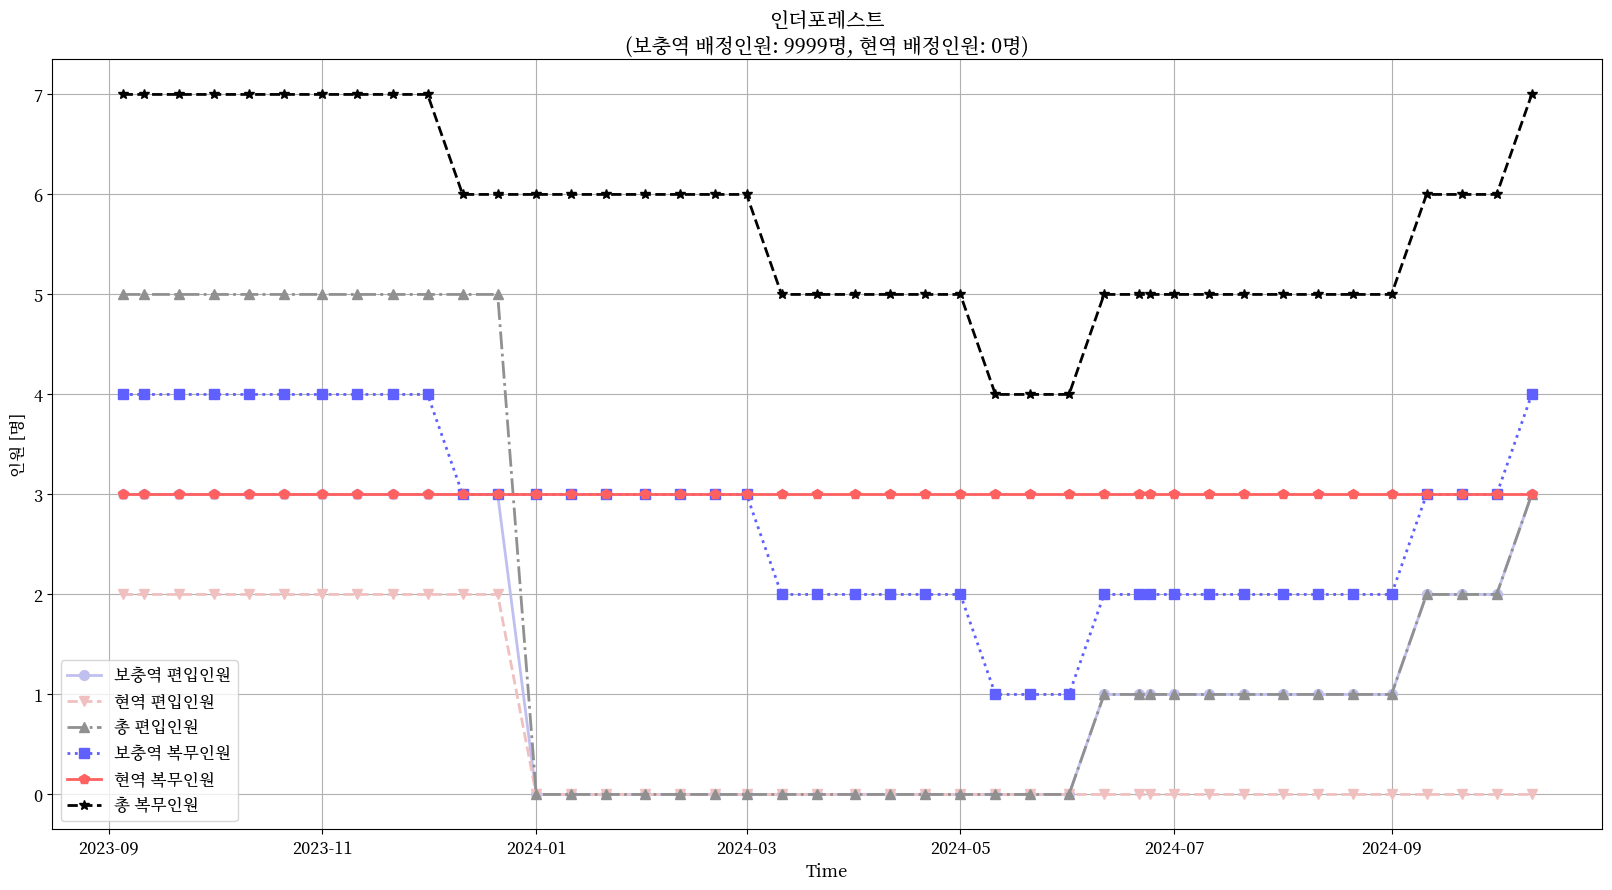 인더포레스트
(보충역 배정인원: 9999명, 현역 배정인원: 0명)
인원 [명]
7
6
5
4
3
2
1
0
보충역 편입인원
현역 편입인원
총 편입인원
보충역 복무인원
현역 복무인원
총 복무인원
2023-09
2023-11
2024-01
2024-03
2024-05
2024-07
2024-09
Time